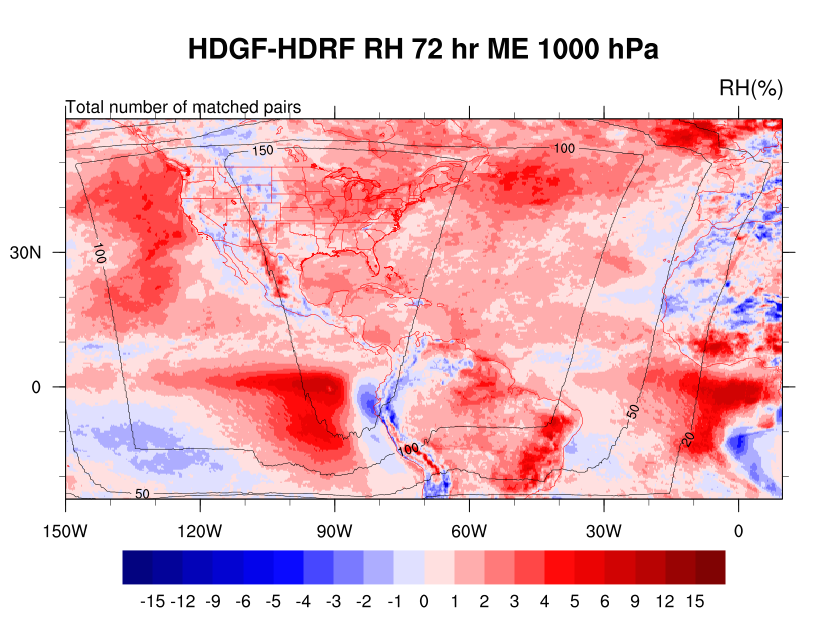 HDGF-HDRF RH 72 hr ME 1000 hPa
RH(%)
Total number of matched pairs
150
100
100
30N
0
50
20
100
50
150W 120W 90W 60W 30W 0
-15 -12 -9 -6 -5 -4 -3 -2 -1 0 1 2 3 4 5 6 9 12 15